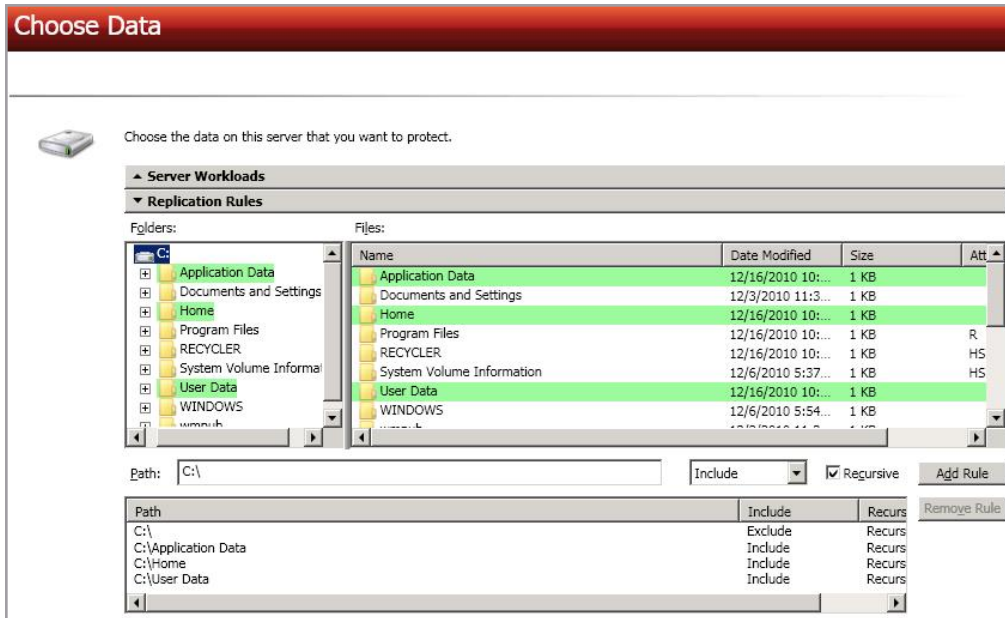 Choose Data
Choose the data on this server that you want to protect.
Server Workloads
Replication Rules
Folders: Files:
C:
Application Data
Documents and Settings
Home
Program Files
RECYCLER
System Volume Informa
User Data
WINDOWS
Name Date Modified Size Att
Application Data 12/16/2010 10:... 1 KB
Documents and Settings 12/3/2010 11:3... 1 KB
Home 12/16/2010 10:... 1 KB
Program Files 12/16/2010 10:... 1 KB R
RECYCLER 12/16/2010 10:... 1 KB HS
System Volume Information 12/6/2010 5:37... 1 KB HS
User Data 12/16/2010 10:... 1 KB
WINDOWS 12/6/2010 5:54... 1 KB
Path: C:\ Include Recursive Add Rule
Path Include Recurs Remove Rule
C:\ Exclude Recurs
C:\Application Data Include Recurs
C:\Home Include Recurs
C:\User Data Include Recurs